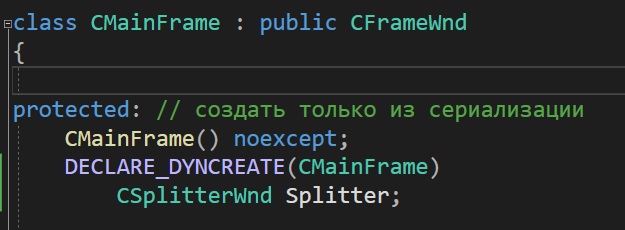 class CMainFrame : public CFrameWnd
{
protected: // создать только из сериализации
CMainFrame() noexcept;
DECLARE_DYNCREATE(CMainFrame)
CSplitterWnd Splitter;